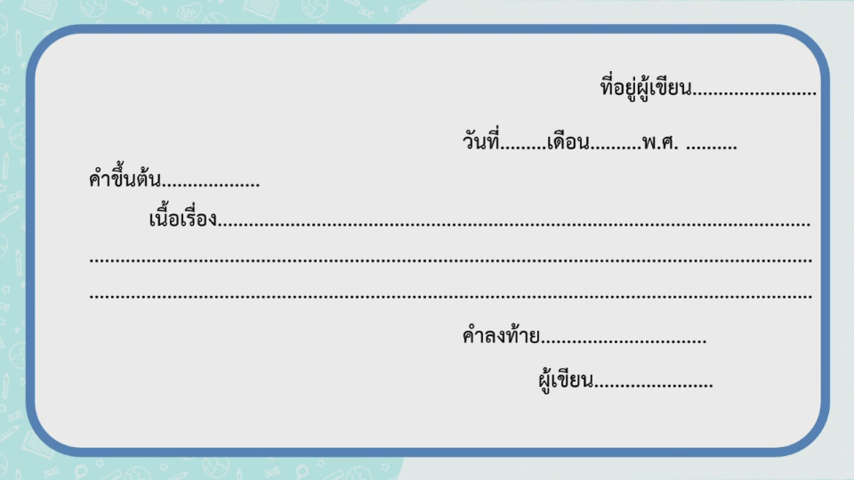 ที่อยู่ผู้เขียน........................
วันที่.........เดือน..........พ.ศ. ..........
คำขึ้นต้น...................
เนื้อเรื่อง..................................................................................................................
...........................................................................................................................................
...........................................................................................................................................
คำลงท้าย................................
ผู้เขียน.......................